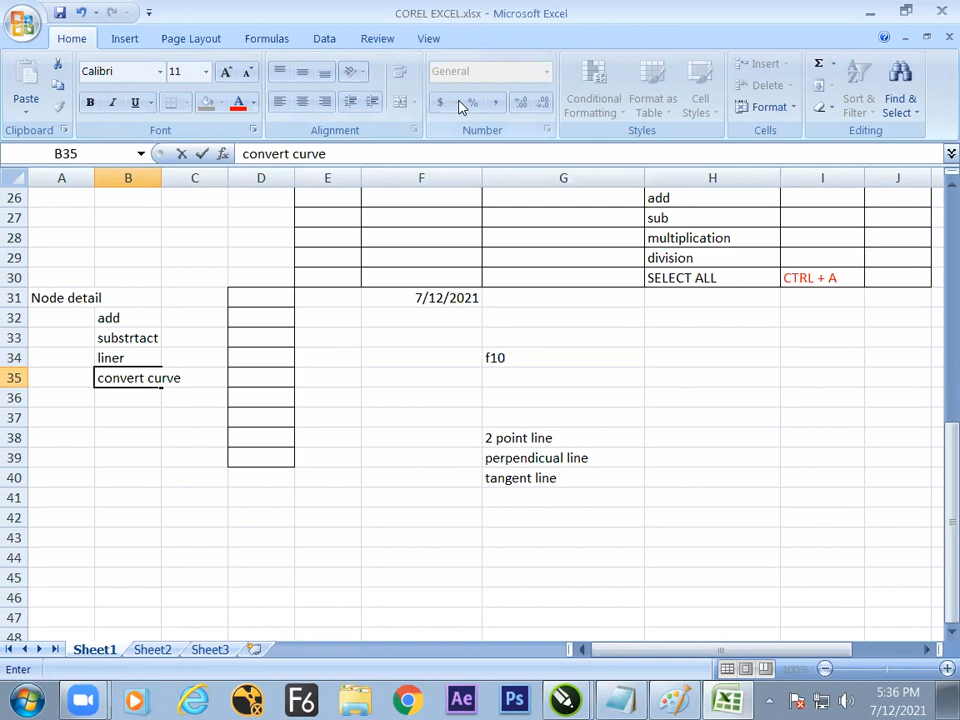 COREL EXCEL.xlsx - Microsoft Excel
Home Insert Page Layout Formulas Data Review View
Paste
Clipboard
Calibri 11
A A
B I U A
Font
Alignment
General
$ % ,
Number
Conditional Formatting
Format as Table
Cell Styles
Styles
Insert
Delete
Format
Cells
Σ
Sort & Filter
Find & Select
Editing
B35 fx convert curve
A B C D E F G H I J
26 add
27 sub
28 multiplication
29 division
30 SELECT ALL CTRL + A
31 Node detail 7/12/2021
32 add
33 substrtact
34 liner f10
35 convert curve
36
37
38 2 point line
39 perpendicual line
40 tangent line
41
42
43
44
45
46
47
48
Sheet1 Sheet2 Sheet3
Enter 100%
F6 Ae Ps
5:36 PM
7/12/2021